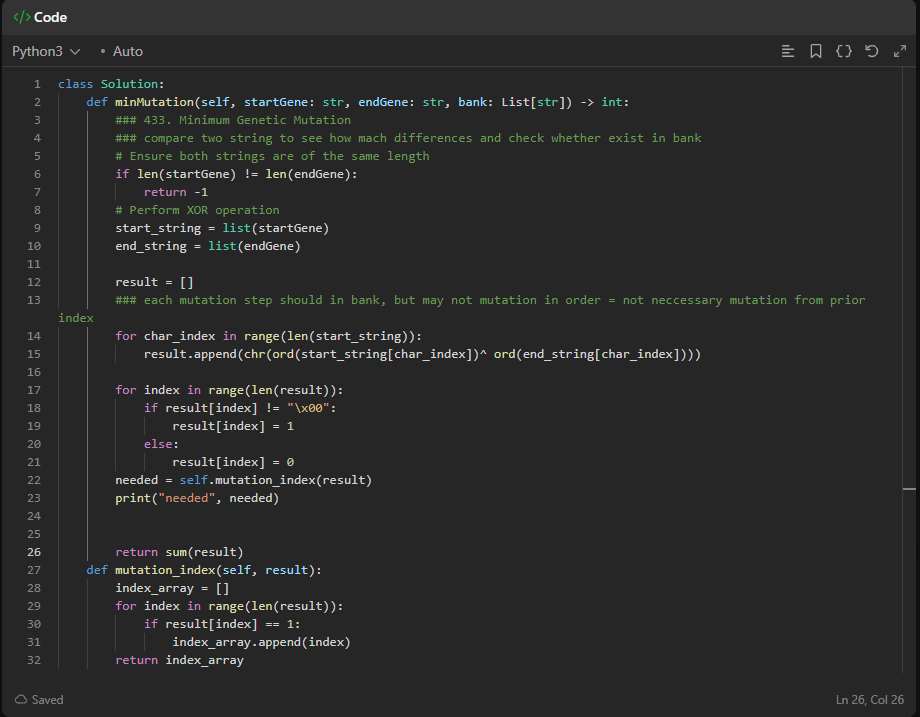 </> Code
Python3 • Auto
1 class Solution:
2 def minMutation(self, startGene: str, endGene: str, bank: List[str]) -> int:
3 ### 433. Minimum Genetic Mutation
4 ### compare two string to see how mach differences and check whether exist in bank
5 # Ensure both strings are of the same length
6 if len(startGene) != len(endGene):
7 return -1
8 # Perform XOR operation
9 start_string = list(startGene)
10 end_string = list(endGene)
11
12 result = []
13 ### each mutation step should in bank, but may not mutation in order = not neccessary mutation from prior
index
14 for char_index in range(len(start_string)):
15 result.append(chr(ord(start_string[char_index])^ ord(end_string[char_index])))
16
17 for index in range(len(result)):
18 if result[index] != "\x00":
19 result[index] = 1
20 else:
21 result[index] = 0
22 needed = self.mutation_index(result)
23 print("needed", needed)
24
25
26 return sum(result)
27 def mutation_index(self, result):
28 index_array = []
29 for index in range(len(result)):
30 if result[index] == 1:
31 index_array.append(index)
32 return index_array
Saved
Ln 26, Col 26